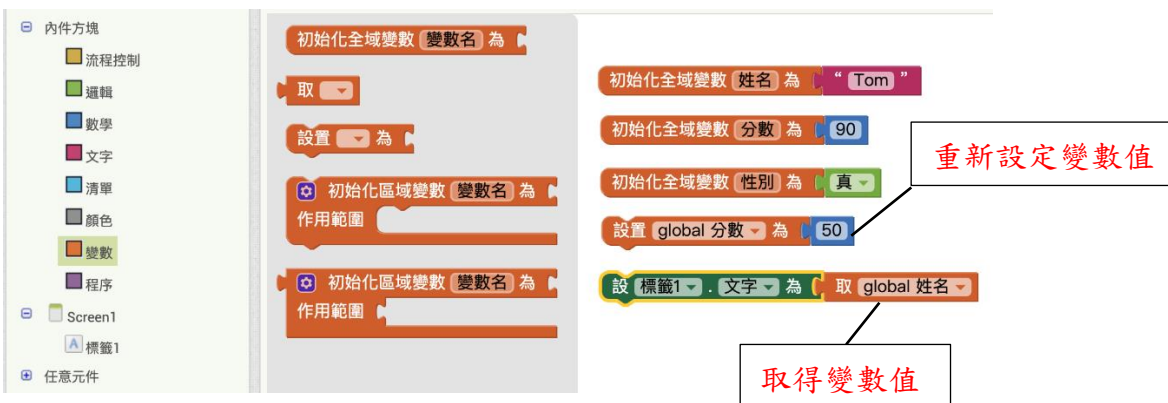 內件方塊
流程控制
邏輯
數學
文字
清單
顏色
變數
程序
Screen1
標籤1
任意元件
初始化全域變數 變數名 為
取
設置 為
初始化區域變數 變數名 為
作用範圍
初始化區域變數 變數名 為
作用範圍
初始化全域變數 姓名 為 “ Tom ”
初始化全域變數 分數 為 90
初始化全域變數 性別 為 真
設置 global 分數 為 50
設 標籤1 . 文字 為 取 global 姓名
重新設定變數值
取得變數值